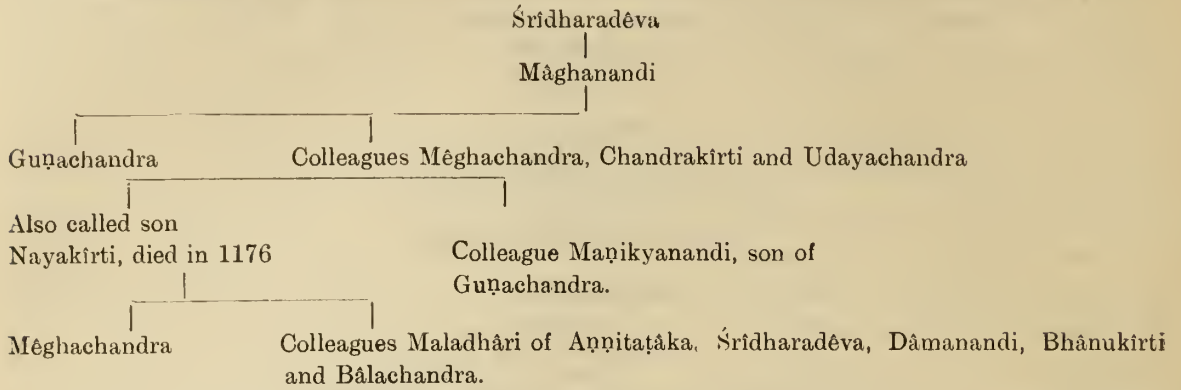 Śrîdharadêva
Mâghanandi
Guṇachandra Colleagues Mêghachandra, Chandrakîrti and Udayachandra
Also called son
Nayakîrti, died in 1176 Colleague Maṇikyanandi, son of
Guṇachandra.
Mêghachandra Colleagues Maladhâri of Aṇṇitaṭâka, Śrîdharadêva, Dâmanandi, Bhânukîrti
and Bâlachandra.